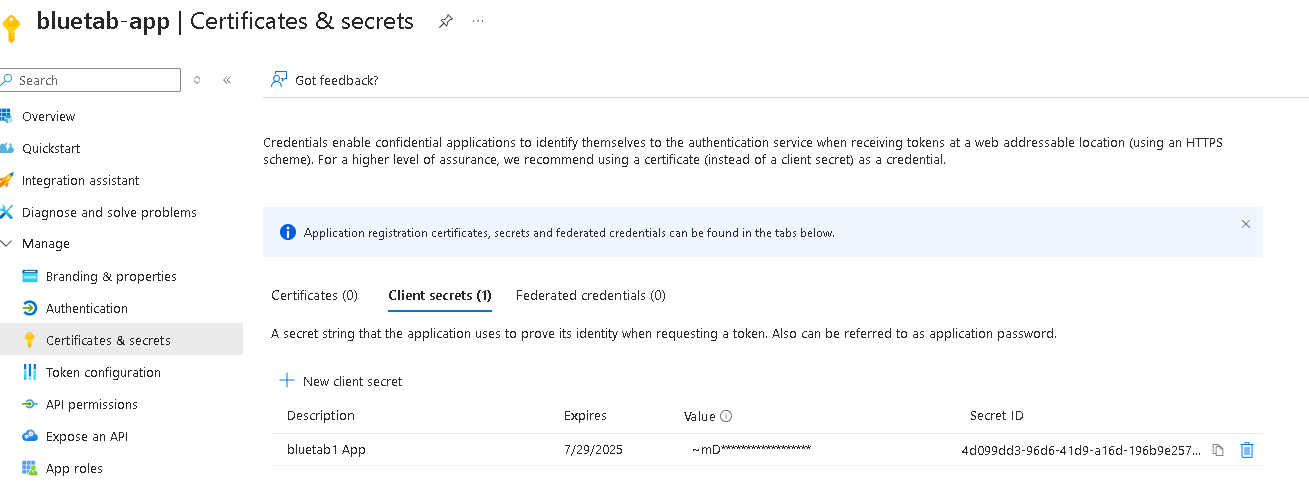 bluetab-app | Certificates & secrets
Search
Got feedback?
Overview
Quickstart
Integration assistant
Diagnose and solve problems
Manage
Branding & properties
Authentication
Certificates & secrets
Token configuration
API permissions
Expose an API
App roles
Credentials enable confidential applications to identify themselves to the authentication service when receiving tokens at a web addressable location (using an HTTPS
scheme). For a higher level of assurance, we recommend using a certificate (instead of a client secret) as a credential.
Application registration certificates, secrets and federated credentials can be found in the tabs below.
Certificates (0) Client secrets (1) Federated credentials (0)
A secret string that the application uses to prove its identity when requesting a token. Also can be referred to as application password.
New client secret
Description Expires Value Secret ID
bluetab1 App 7/29/2025 ~mD****************** 4d099dd3-96d6-41d9-a16d-196b9e257...